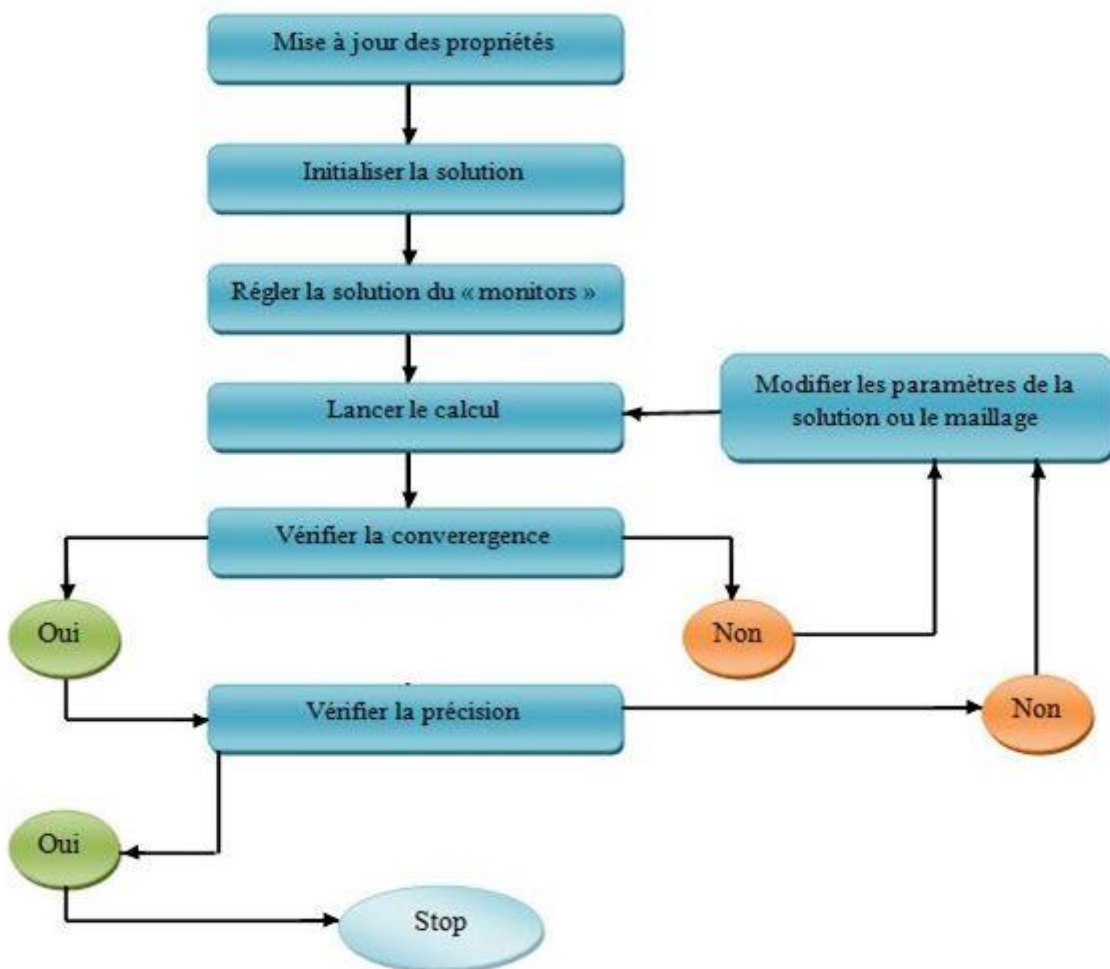 Mise à jour des propriétés
Initialiser la solution
Régler la solution du « monitors »
Lancer le calcul
Modifier les paramètres de la
solution ou le maillage
Vérifier la converergence
Oui
Non
Vérifier la précision
Non
Oui
Stop